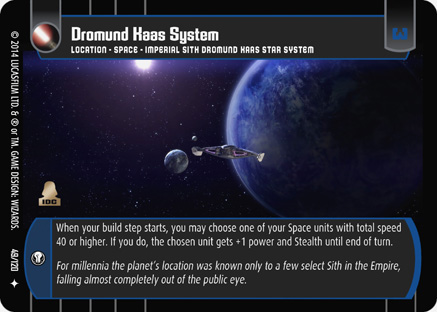 Dromund Kaas System
LOCATION - SPACE - IMPERIAL SITH DROMUND KAAS STAR SYSTEM
© 2014 LUCASFILM LTD. & ® OR TM. GAME DESIGN: WIZARDS.
IDC
When your build step starts, you may choose one of your Space units with total speed
40 or higher. If you do, the chosen unit gets +1 power and Stealth until end of turn.
For millennia the planet's location was known only to a few select Sith in the Empire,
falling almost completely out of the public eye.